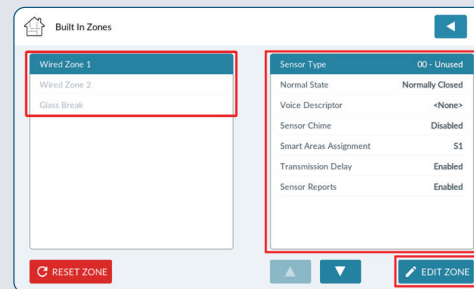 Built In Zones
Wired Zone 1
Wired Zone 2
Glass Break
Sensor Type 00 - Unused
Normal State Normally Closed
Voice Descriptor <None>
Sensor Chime Disabled
Smart Areas Assignment S1
Transmission Delay Enabled
Sensor Reports Enabled
RESET ZONE
EDIT ZONE